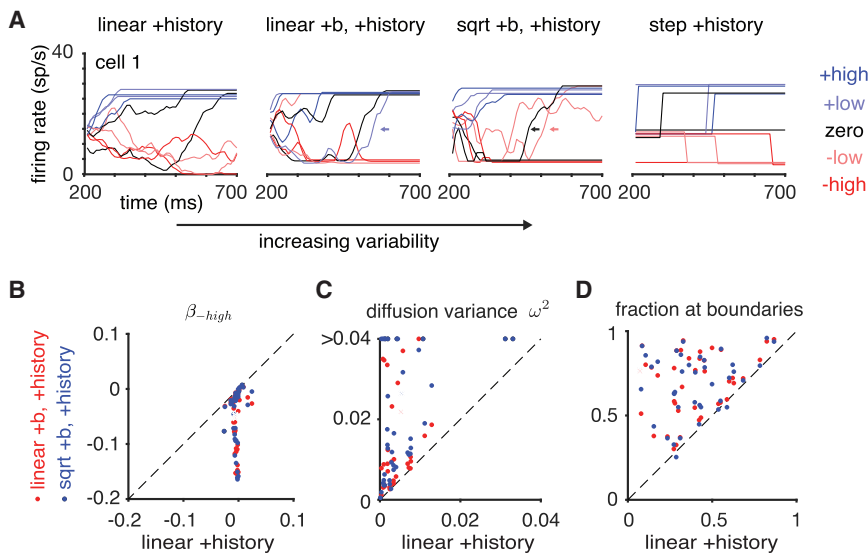 A
linear +history
linear +b, +history
sqrt +b, +history
step +history
firing rate (sp/s)
40
0
cell 1
200
700
200
700
200
700
200
700
time (ms)
+high
+low
zero
-low
-high
increasing variability
B
β-high
0.1
0
-0.1
-0.2
-0.2
-0.1
0
0.1
linear +history
• linear +b, +history
• sqrt +b, +history
C
diffusion variance ω²
>0.04
0.02
0
0
0.02
0.04
linear +history
D
fraction at boundaries
1
0.5
0
0
0.5
1
linear +history